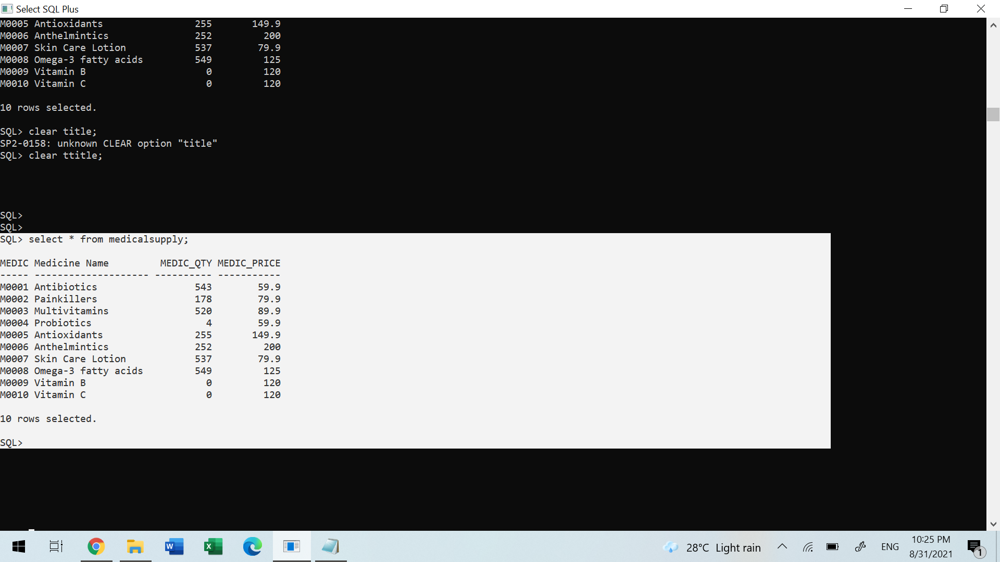 Select SQL Plus
M0005 Antioxidants                255       149.9
M0006 Anthelmintics               252         200
M0007 Skin Care Lotion            537        79.9
M0008 Omega-3 fatty acids         549         125
M0009 Vitamin B                     0         120
M0010 Vitamin C                     0         120
10 rows selected.
SQL> clear title;
SP2-0158: unknown CLEAR option "title"
SQL> clear ttitle;
SQL>
SQL>
SQL> select * from medicalsupply;
MEDIC Medicine Name         MEDIC_QTY MEDIC_PRICE
----- -------------------- ---------- -----------
M0001 Antibiotics                 543        59.9
M0002 Painkillers                 178        79.9
M0003 Multivitamins               520        89.9
M0004 Probiotics                    4        59.9
M0005 Antioxidants                255       149.9
M0006 Anthelmintics               252         200
M0007 Skin Care Lotion            537        79.9
M0008 Omega-3 fatty acids         549         125
M0009 Vitamin B                     0         120
M0010 Vitamin C                     0         120
10 rows selected.
SQL>
W
X
28°C Light rain
ENG
10:25 PM
8/31/2021
1